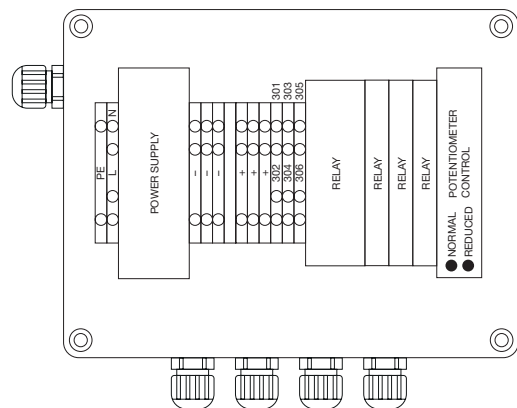 PE
N
L
POWER SUPPLY
-
-
-
+
+
+
301
303
305
302
304
306
RELAY
RELAY
RELAY
RELAY
NORMAL
REDUCED
POTENTIOMETER
CONTROL